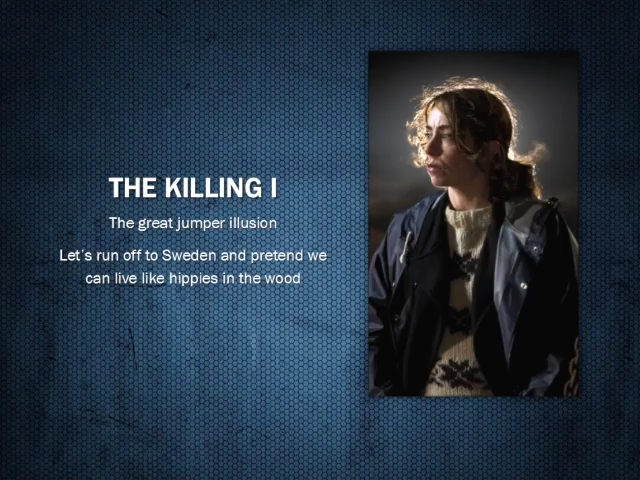 THE KILLING I
The great jumper illusion
Let's run off to Sweden and pretend we
can live like hippies in the wood